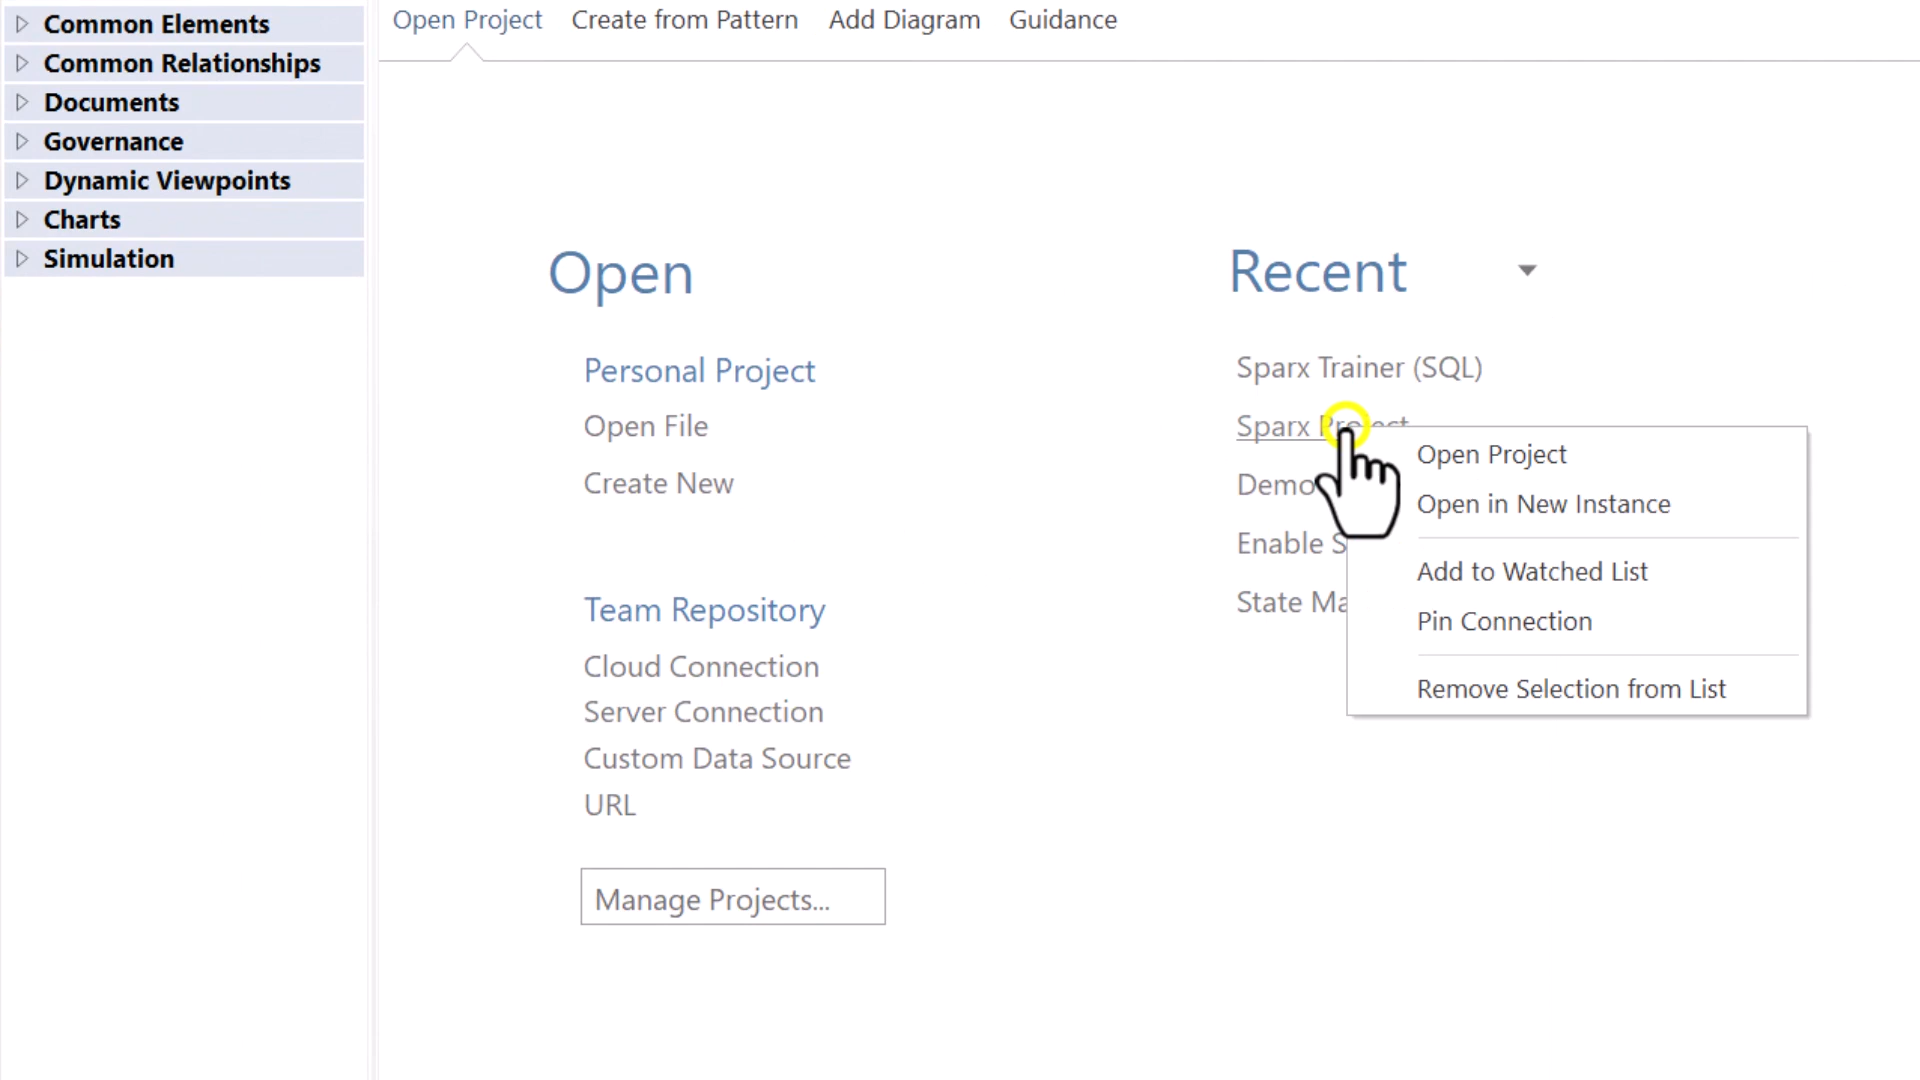 Common Elements
Common Relationships
Documents
Governance
Dynamic Viewpoints
Charts
Simulation
Open Project Create from Pattern Add Diagram Guidance
Open
Personal Project
Open File
Create New
Team Repository
Cloud Connection
Server Connection
Custom Data Source
URL
Manage Projects...
Recent
Sparx Trainer (SQL)
Sparx Project
Demo
Enable
State
Open Project
Open in New Instance
Add to Watched List
Pin Connection
Remove Selection from List